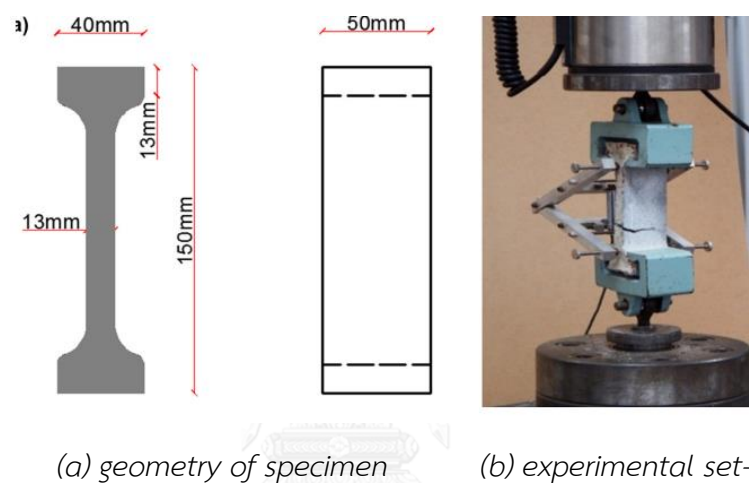 a)
40mm
50mm
13mm
13mm
150mm
(a) geometry of specimen
(b) experimental set-